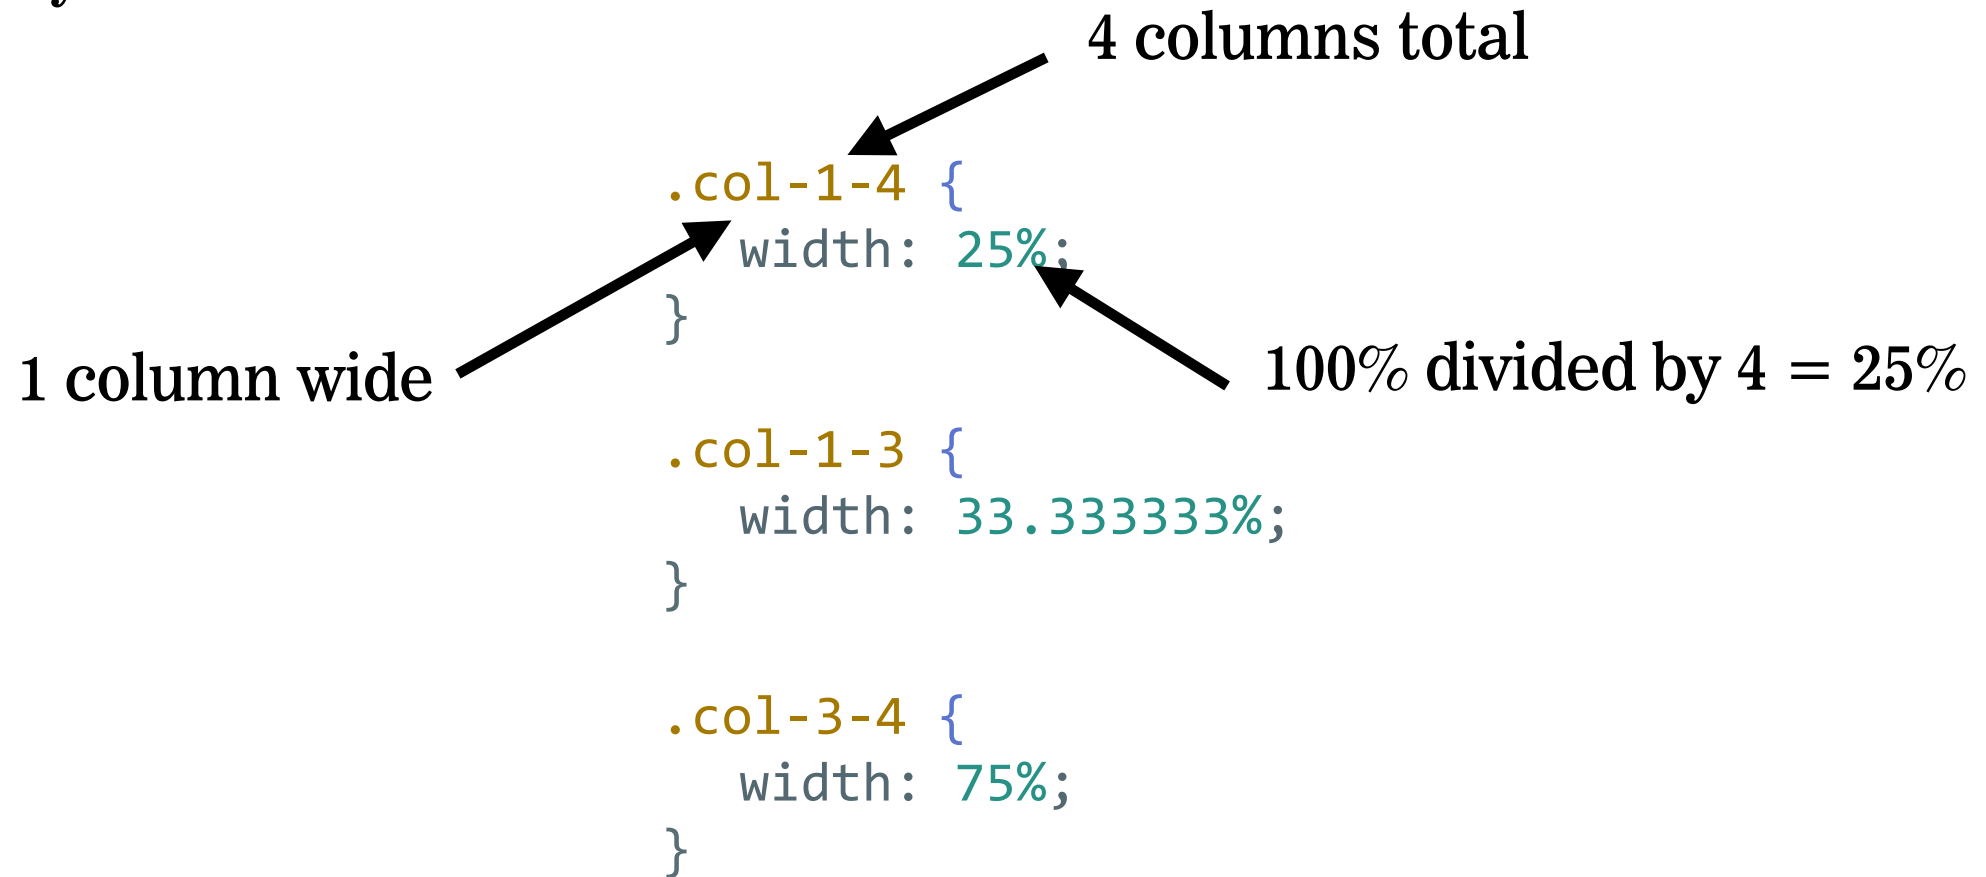 4 columns total
.col-1-4 {
width: 25%;
}
1 column wide
100% divided by 4 = 25%
.col-1-3 {
width: 33.333333%;
}
.col-3-4 {
width: 75%;
}